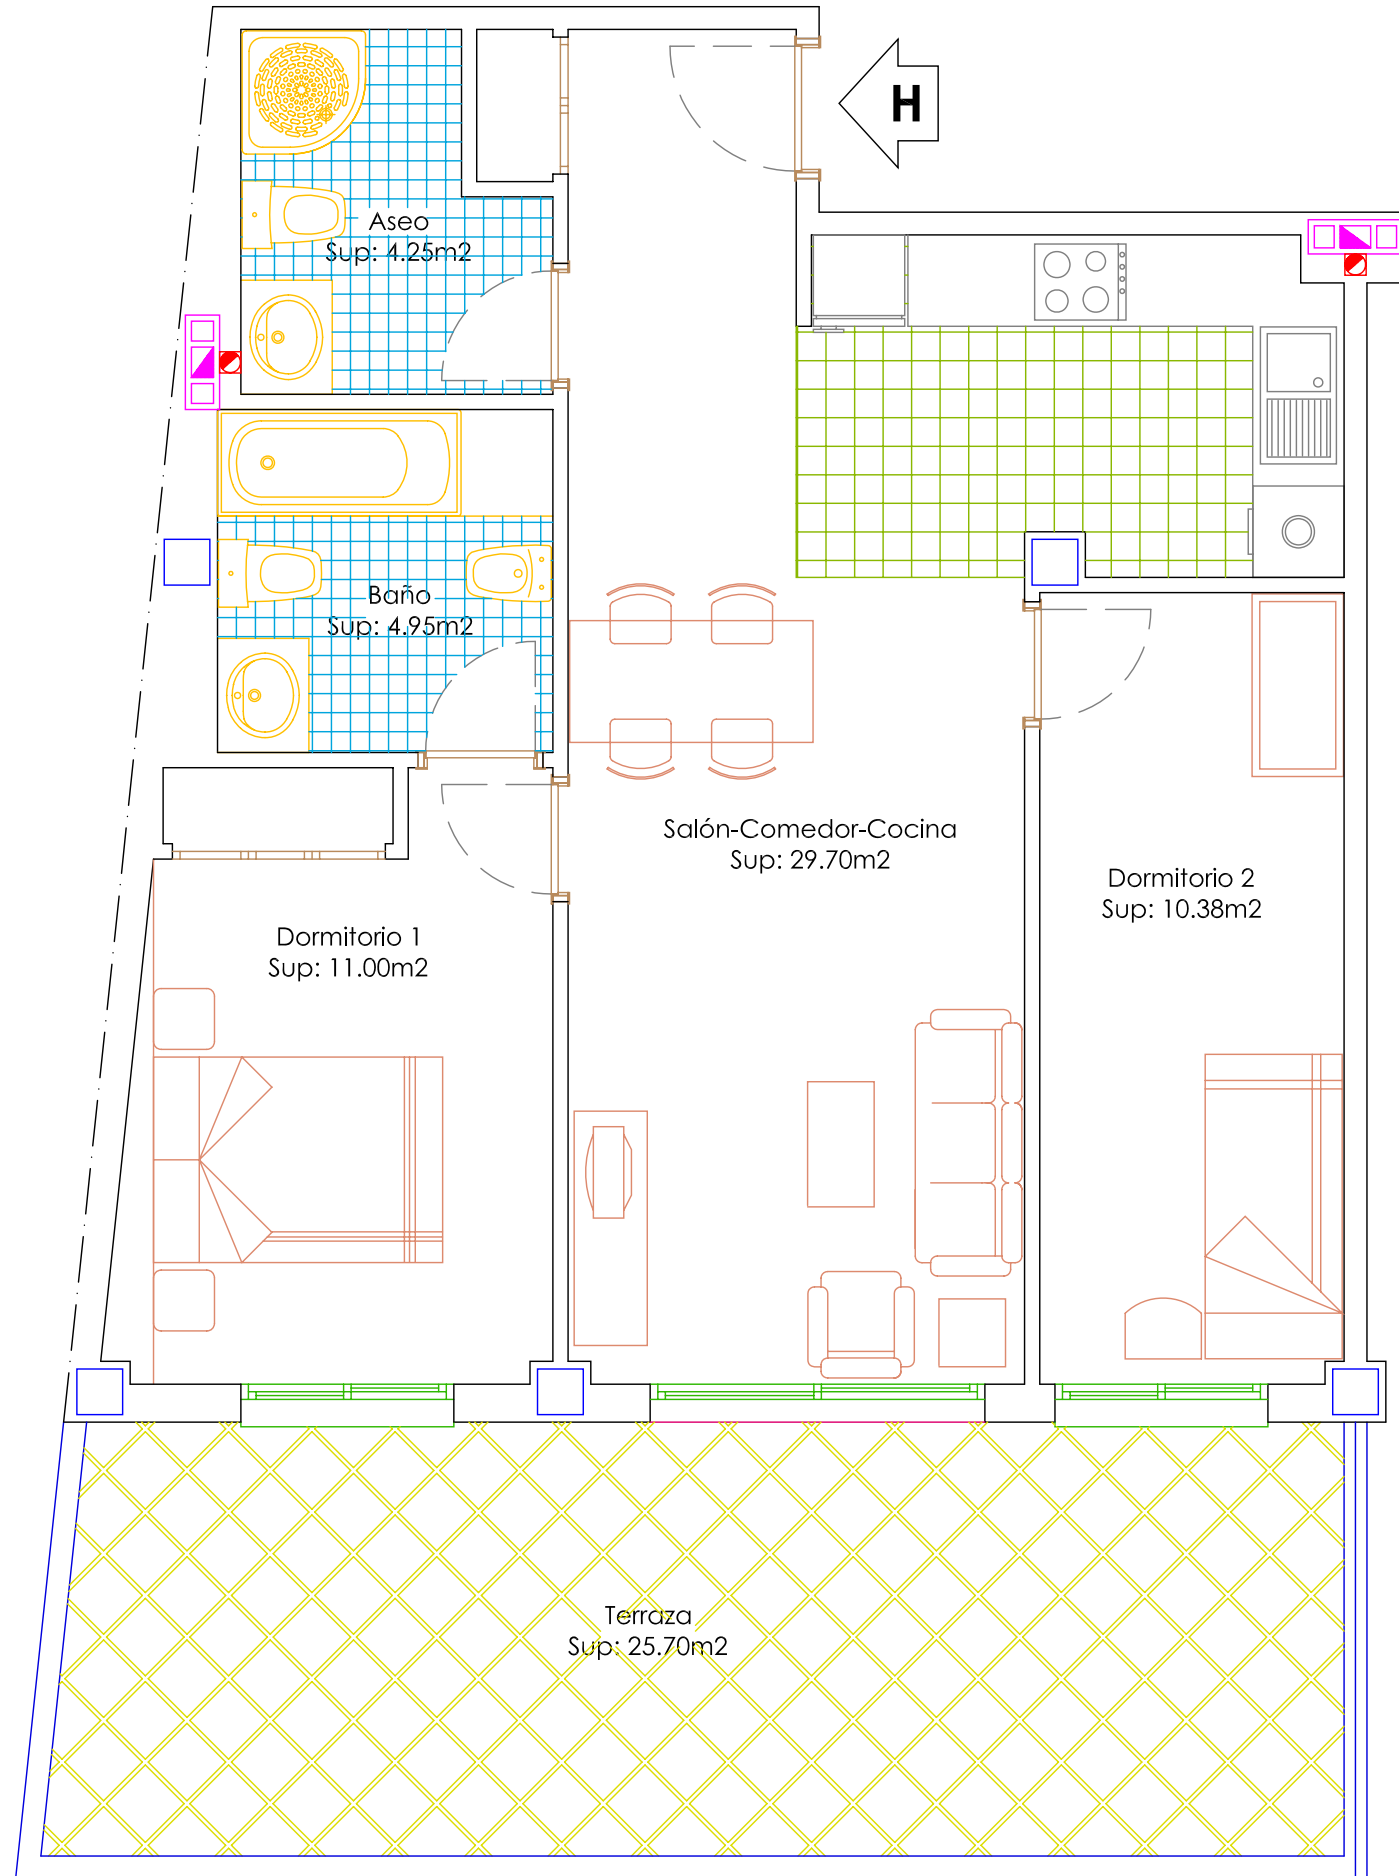 H
Aseo
Sup: 4.25m2
Baño
Sup: 4.95m2
Salón-Comedor-Cocina
Sup: 29.70m2
Dormitorio 2
Sup: 10.38m2
Dormitorio 1
Sup: 11.00m2
Terraza
Sup: 25.70m2